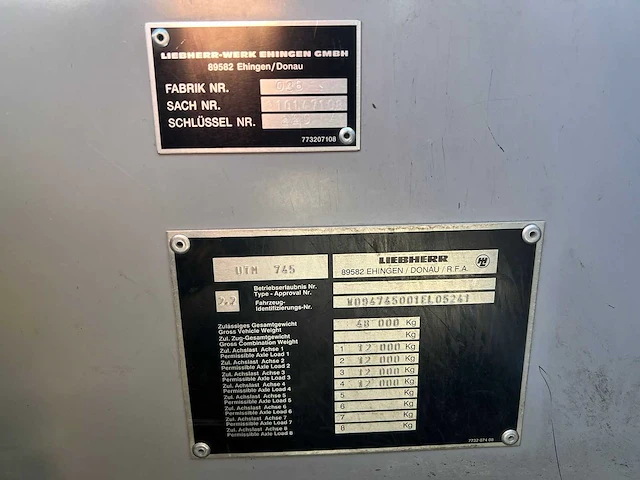 LIEBHERR-WERK EHINGEN GMBH
89582 Ehingen/Donau
FABRIK NR.
SACH NR.
SCHLÜSSEL NR.
773207108
UTM 745
LIEBHERR
89582 EHINGEN / DONAU / R.F.A.
Betriebserlaubnis Nr.
Type - Approval Nr.
Fahrzeug-
Identifizierungs-Nr.
W094745001EL05241
Zulässiges Gesamtgewicht
Gross Vehicle Weight
48 000 Kg
Zul. Zug-Gesamtgewicht
Gross Combination Weight
Kg
Zul. Achslast Achse 1
Permissible Axle Load 1
1 12 000 Kg
Zul. Achslast Achse 2
Permissible Axle Load 2
2 12 000 Kg
Zul. Achslast Achse 3
Permissible Axle Load 3
3 12 000 Kg
Zul. Achslast Achse 4
Permissible Axle Load 4
4 12 000 Kg
Zul. Achslast Achse 5
Permissible Axle Load 5
5 Kg
Zul. Achslast Achse 6
Permissible Axle Load 6
6 Kg
Zul. Achslast Achse 7
Permissible Axle Load 7
7 Kg
Zul. Achslast Achse 8
Permissible Axle Load 8
8 Kg